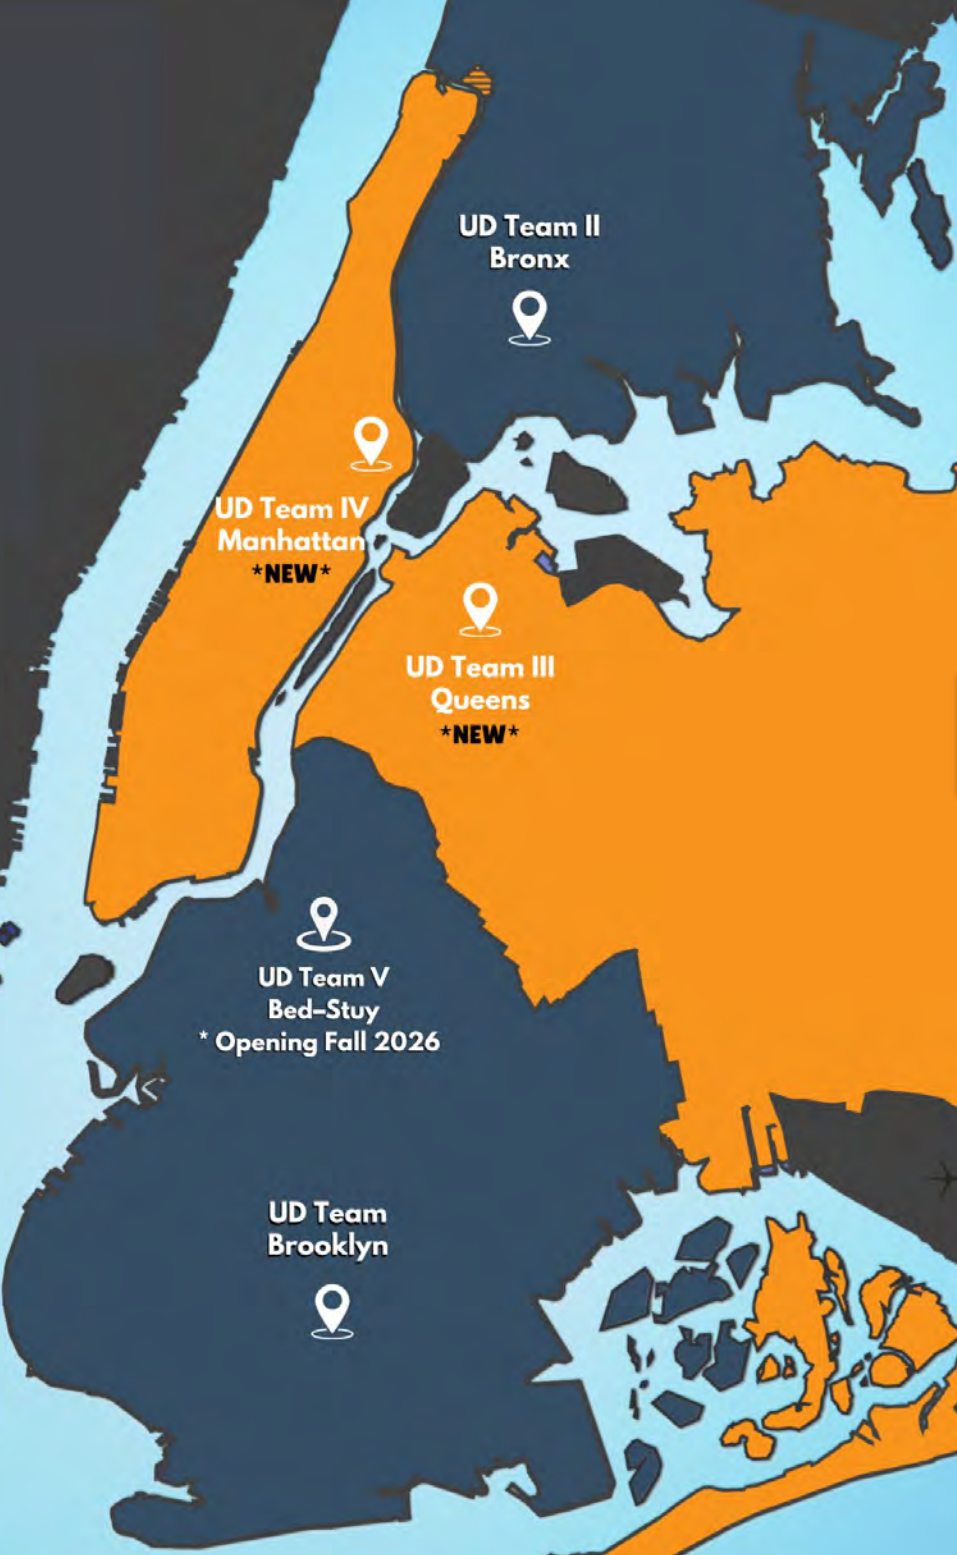 UD Team II
Bronx
UD Team IV
Manhattan
*NEW*
UD Team III
Queens
*NEW*
UD Team V
Bed–Stuy
* Opening Fall 2026
UD Team
Brooklyn